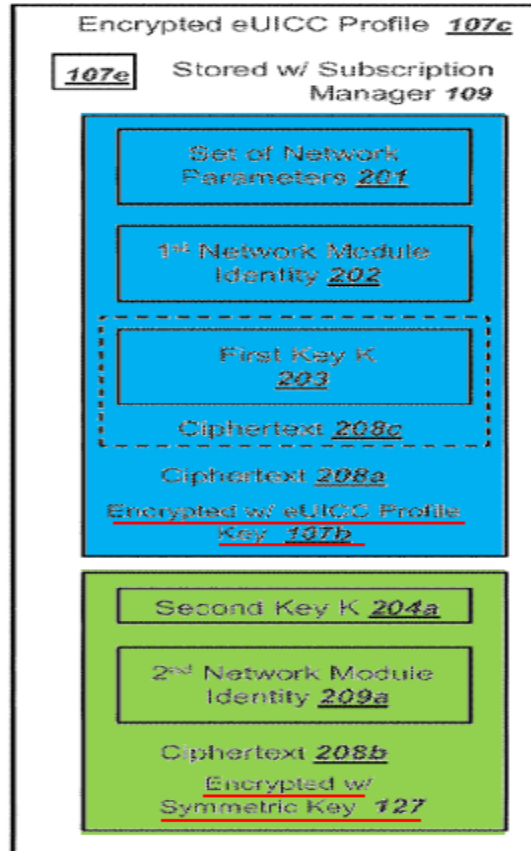 Encrypted eUICC Profile 107c
107e
Stored w/ Subscription
Manager 109
Set of Network
Parameters 201
1st Network Module
Identity 202
First Key K
203
Ciphertext 208c
Ciphertext 208a
Encrypted w/ eUICC Profile
Key 107b
Second Key K 204a
2nd Network Module
Identity 209a
Ciphertext 208b
Encrypted w/
Symmetric Key 127